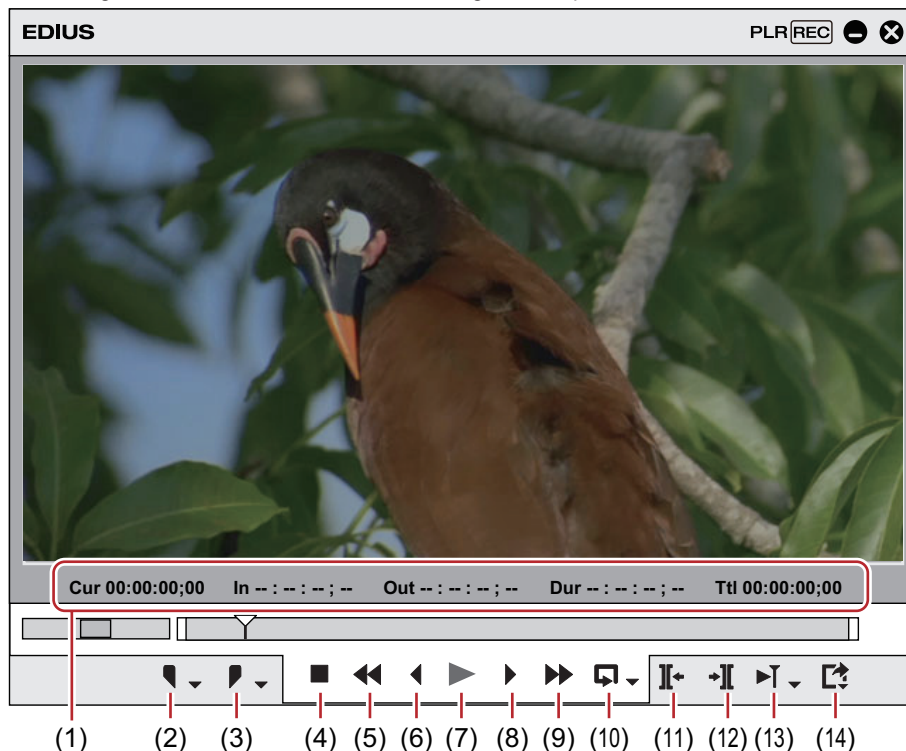 EDIUS PLR REC
Cur 00:00:00;00 In -- : -- : -- ; -- Out -- : -- : -- ; -- Dur -- : -- : -- ; -- Ttl 00:00:00;00
(1) (2) (3) (4) (5) (6) (7) (8) (9) (10) (11) (12) (13) (14)